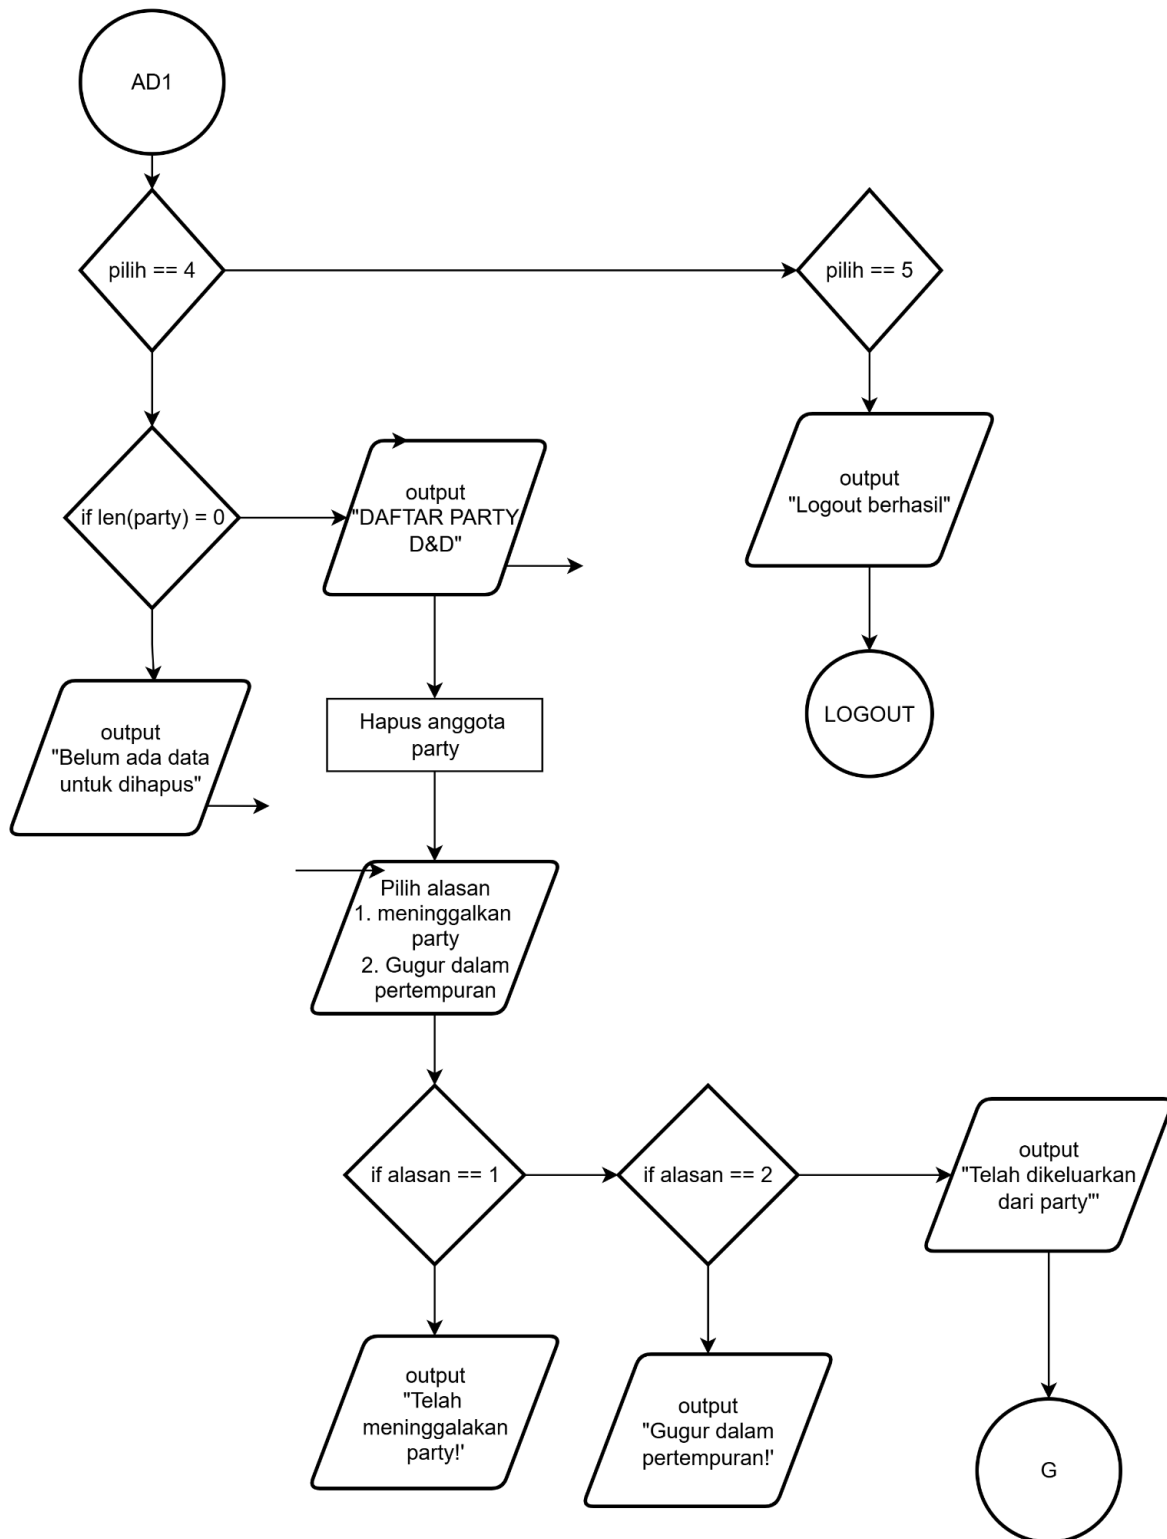 AD1
pilih == 4
pilih == 5
if len(party) = 0
output
"DAFTAR PARTY
D&D"
output
"Logout berhasil"
output
"Belum ada data
untuk dihapus"
Hapus anggota
party
LOGOUT
Pilih alasan
1. meninggalkan
party
2. Gugur dalam
pertempuran
if alasan == 1
if alasan == 2
output
"Telah dikeluarkan
dari party"'
output
"Telah
meninggalakan
party!'
output
"Gugur dalam
pertempuran!'
G